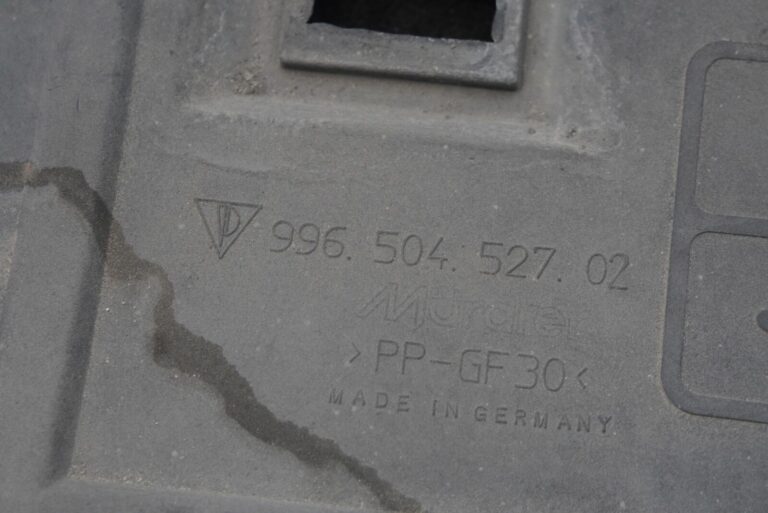 996. 504. 527. 02
>PP-GF30<
MADE IN GERMANY